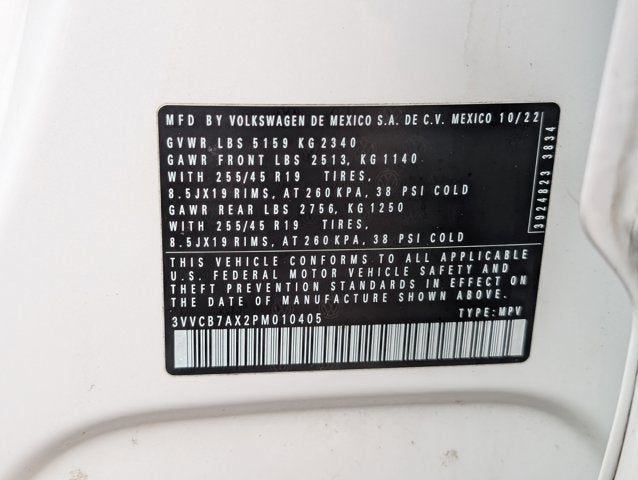 MFD BY VOLKSWAGEN DE MEXICO S.A. DE C.V. MEXICO 10/22
GVWR LBS 5159 KG 2340
GAWR FRONT LBS 2513, KG 1140
WITH 255/45 R19 TIRES,
8.5JX19 RIMS, AT 260 KPA, 38 PSI COLD
GAWR REAR LBS 2756, KG 1250
WITH 255/45 R19 TIRES,
8.5JX19 RIMS, AT 260 KPA, 38 PSI COLD
3924823 3834
THIS VEHICLE CONFORMS TO ALL APPLICABLE
U.S. FEDERAL MOTOR VEHICLE SAFETY AND
THEFT PREVENTION STANDARDS IN EFFECT ON
THE DATE OF MANUFACTURE SHOWN ABOVE
3VVCB7AX2PM010405 TYPE:MPV